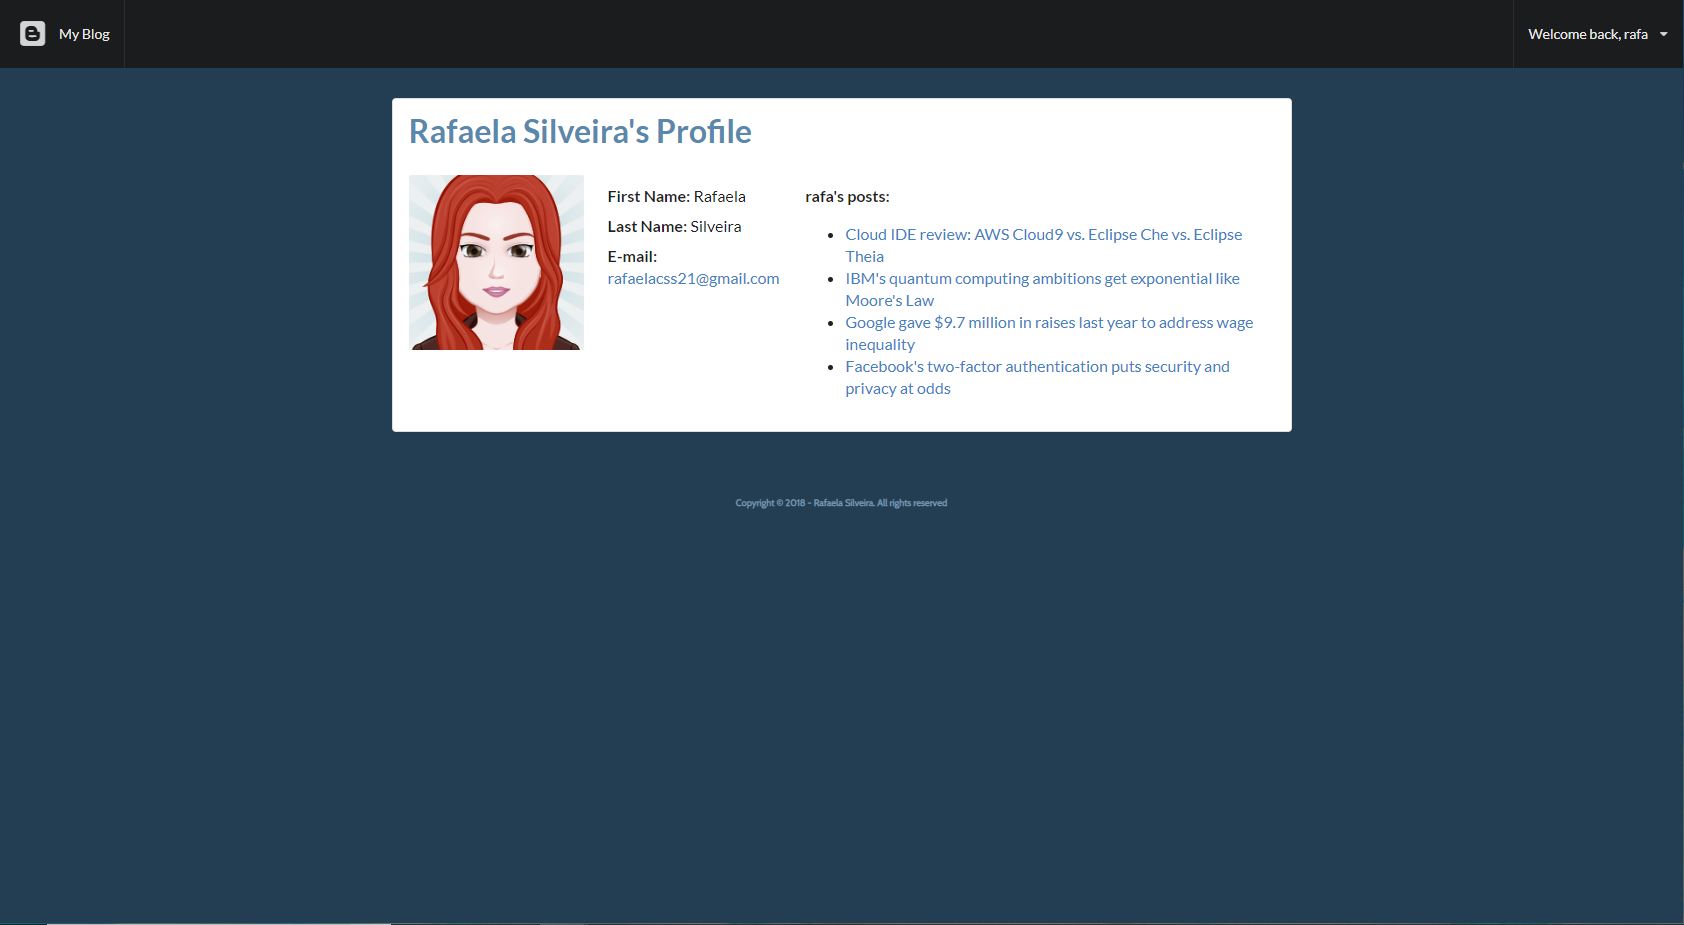 My Blog
Welcome back, rafa
Rafaela Silveira's Profile
First Name: Rafaela
Last Name: Silveira
E-mail:
rafaelacss21@gmail.com
rafa's posts:
Cloud IDE review: AWS Cloud9 vs. Eclipse Che vs. Eclipse
Theia
IBM's quantum computing ambitions get exponential like
Moore's Law
Google gave $9.7 million in raises last year to address wage
inequality
Facebook's two-factor authentication puts security and
privacy at odds
Copyright © 2018 - Rafaela Silveira. All rights reserved